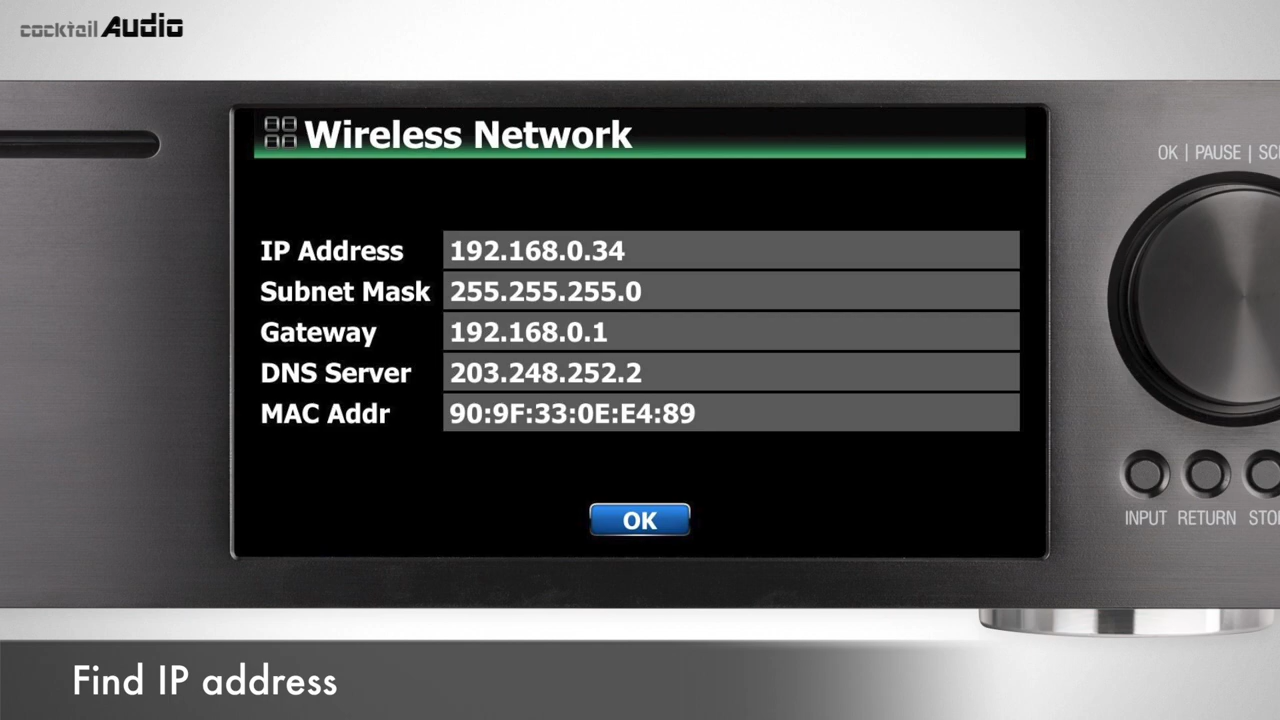 cocktail Audio
Wireless Network
OK | PAUSE |
IP Address 192.168.0.34
Subnet Mask 255.255.255.0
Gateway 192.168.0.1
DNS Server 203.248.252.2
MAC Addr 90:9F:33:0E:E4:89
OK
INPUT RETURN
Find IP address